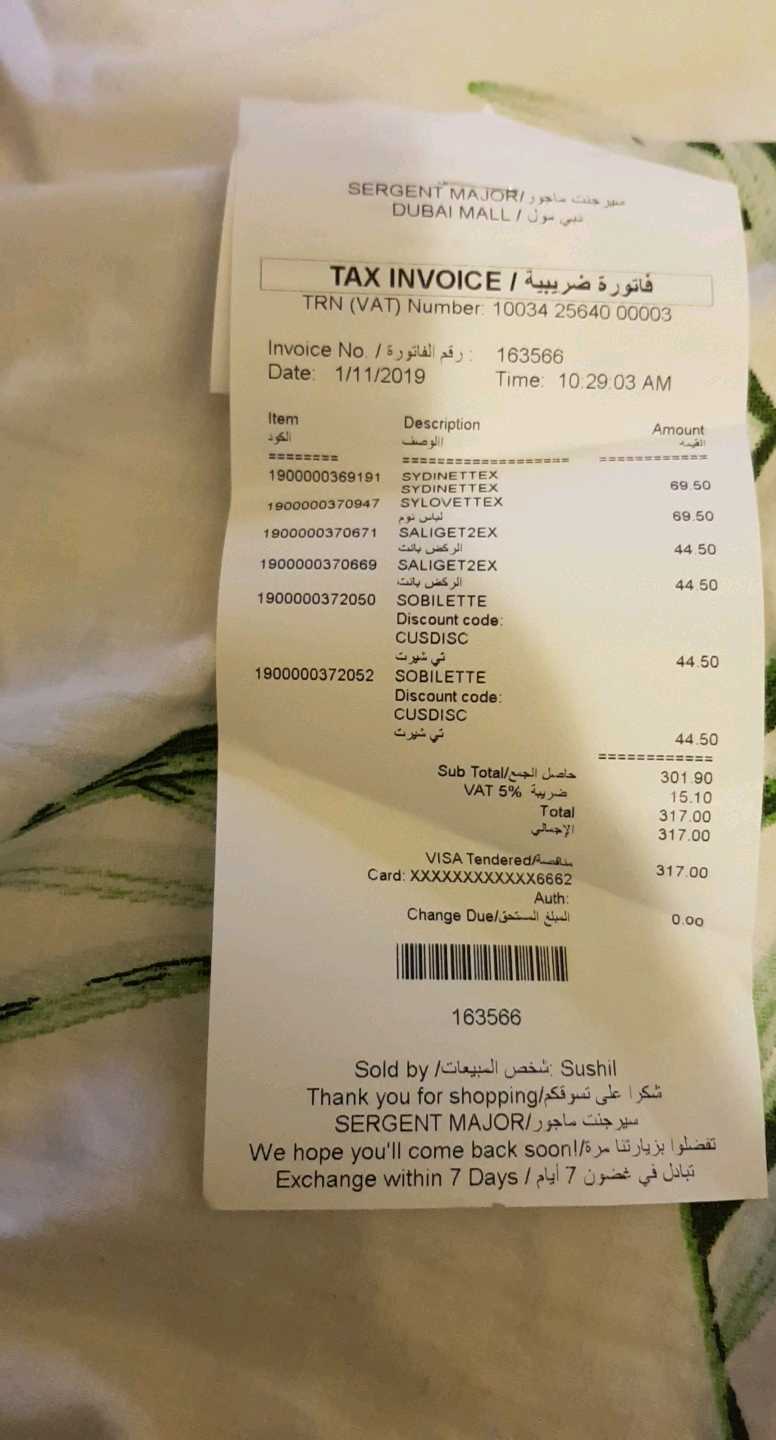 SERGENT MAJOR/سيرجنت ماجور
DUBAI MALL / دبي مول
TAX INVOICE / فاتورة ضريبية
TRN (VAT) Number: 10034 25640 00003
Invoice No. / رقم الفاتورة : 163566
Date: 1/11/2019 Time: 10:29:03 AM
Item Description Amount
الكود الوصف القيمه
======== =================== ============
1900000369191 SYDINETTEX
SYDINETTEX 69.50
1900000370947 SYLOVETTEX
لباس نوم 69.50
1900000370671 SALIGET2EX
الركض بانت 44.50
1900000370669 SALIGET2EX
الركض بانت 44.50
1900000372050 SOBILETTE
Discount code:
CUSDISC
تي شيرت 44.50
1900000372052 SOBILETTE
Discount code:
CUSDISC
تي شيرت 44.50
============
Sub Total/حاصل الجمع 301.90
VAT 5% ضريبة 15.10
Total 317.00
الإجمالي 317.00
VISA Tendered/مناقصة 317.00
Card: XXXXXXXXXXXX6662
Auth:
Change Due/المبلغ المستحق 0.00
163566
Sold by /شخص المبيعات: Sushil
Thank you for shopping/شكرا على تسوقكم
SERGENT MAJOR/سيرجنت ماجور
We hope you'll come back soon!/تفضلوا بزيارتنا مرة
Exchange within 7 Days / تبادل في غضون 7 أيام